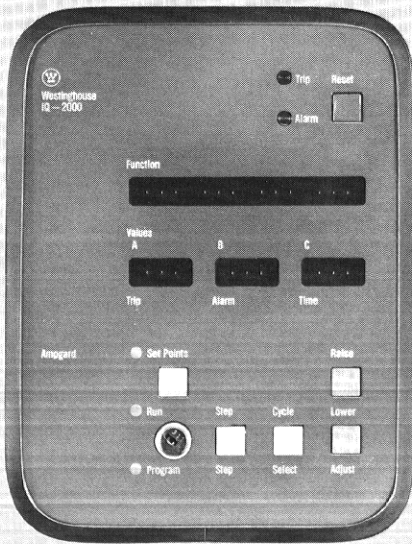 Trip
Reset
W
Westinghouse
IQ-2000
Alarm
Function
Values
A B C
Trip Alarm Time
Ampgard
Set Points
Raise
Run Step Cycle Lower
Program Step Select Adjust